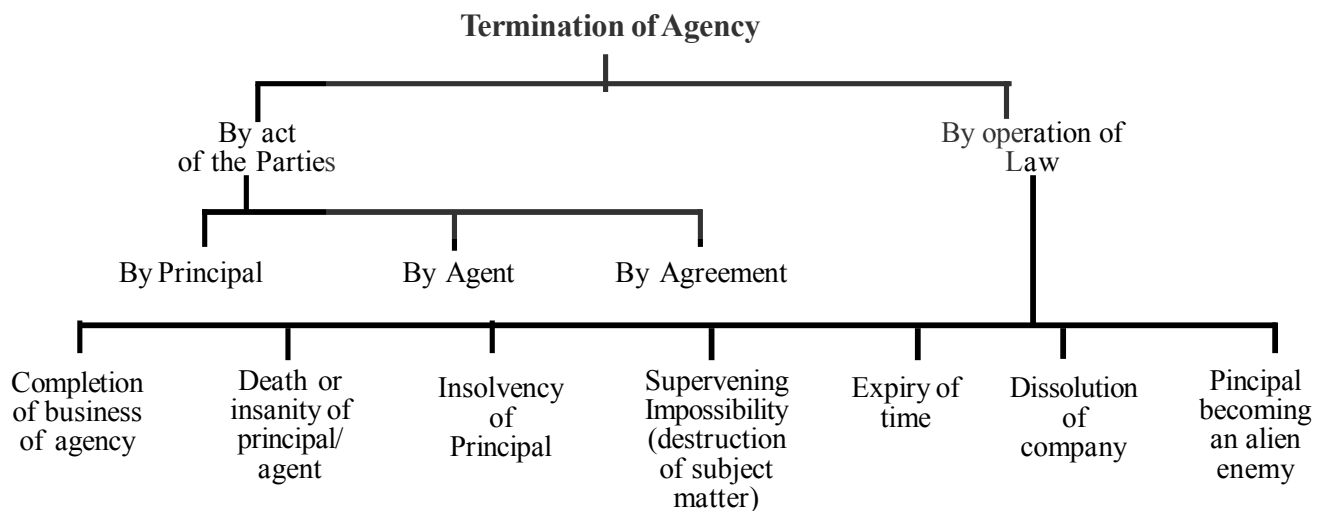 Termination of Agency
By act
of the Parties
By operation of
Law
By Principal
By Agent
By Agreement
Completion
of business
of agency
Death or
insanity of
principal/
agent
Insolvency
of
Principal
Supervening
Impossibility
(destruction
of subject
matter)
Expiry of
time
Dissolution
of
company
Pincipal
becoming
an alien
enemy